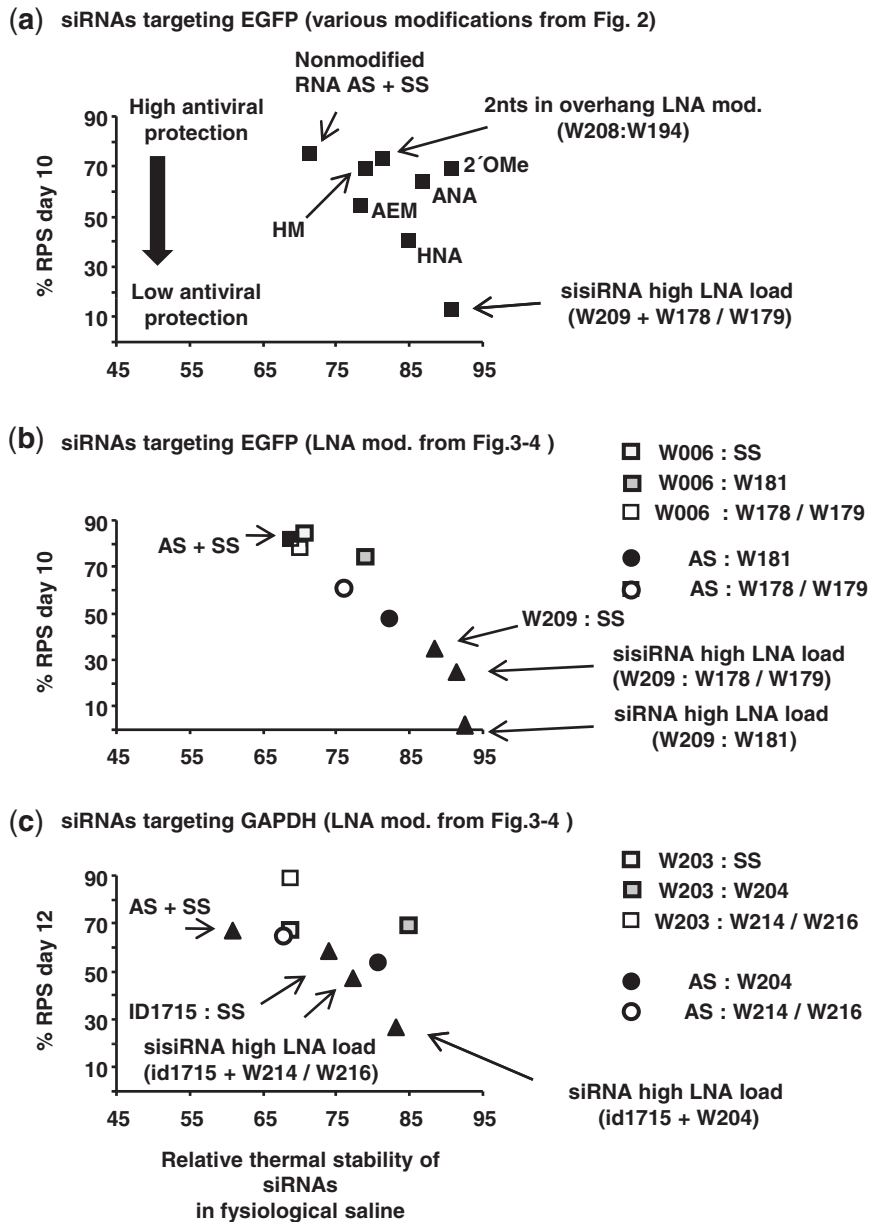 (a) siRNAs targeting EGFP (various modifications from Fig. 2)
Nonmodified
RNA AS + SS
2nts in overhang LNA mod.
(W208:W194)
High antiviral
protection
Low antiviral
protection
% RPS day 10
90
70
50
30
10
2´OMe
ANA
AEM
HM
HNA
sisiRNA high LNA load
(W209 + W178 / W179)
45 55 65 75 85 95
(b) siRNAs targeting EGFP (LNA mod. from Fig.3-4 )
W006 : SS
W006 : W181
W006 : W178 / W179
AS : W181
AS : W178 / W179
% RPS day 10
90
70
50
30
10
AS + SS
W209 : SS
sisiRNA high LNA load
(W209 : W178 / W179)
siRNA high LNA load
(W209 : W181)
45 55 65 75 85 95
(c) siRNAs targeting GAPDH (LNA mod. from Fig.3-4 )
W203 : SS
W203 : W204
W203 : W214 / W216
AS : W204
AS : W214 / W216
% RPS day 12
90
70
50
30
10
AS + SS
ID1715 : SS
sisiRNA high LNA load
(id1715 + W214 / W216)
siRNA high LNA load
(id1715 + W204)
45 55 65 75 85 95
Relative thermal stability of
siRNAs
in fysiological saline